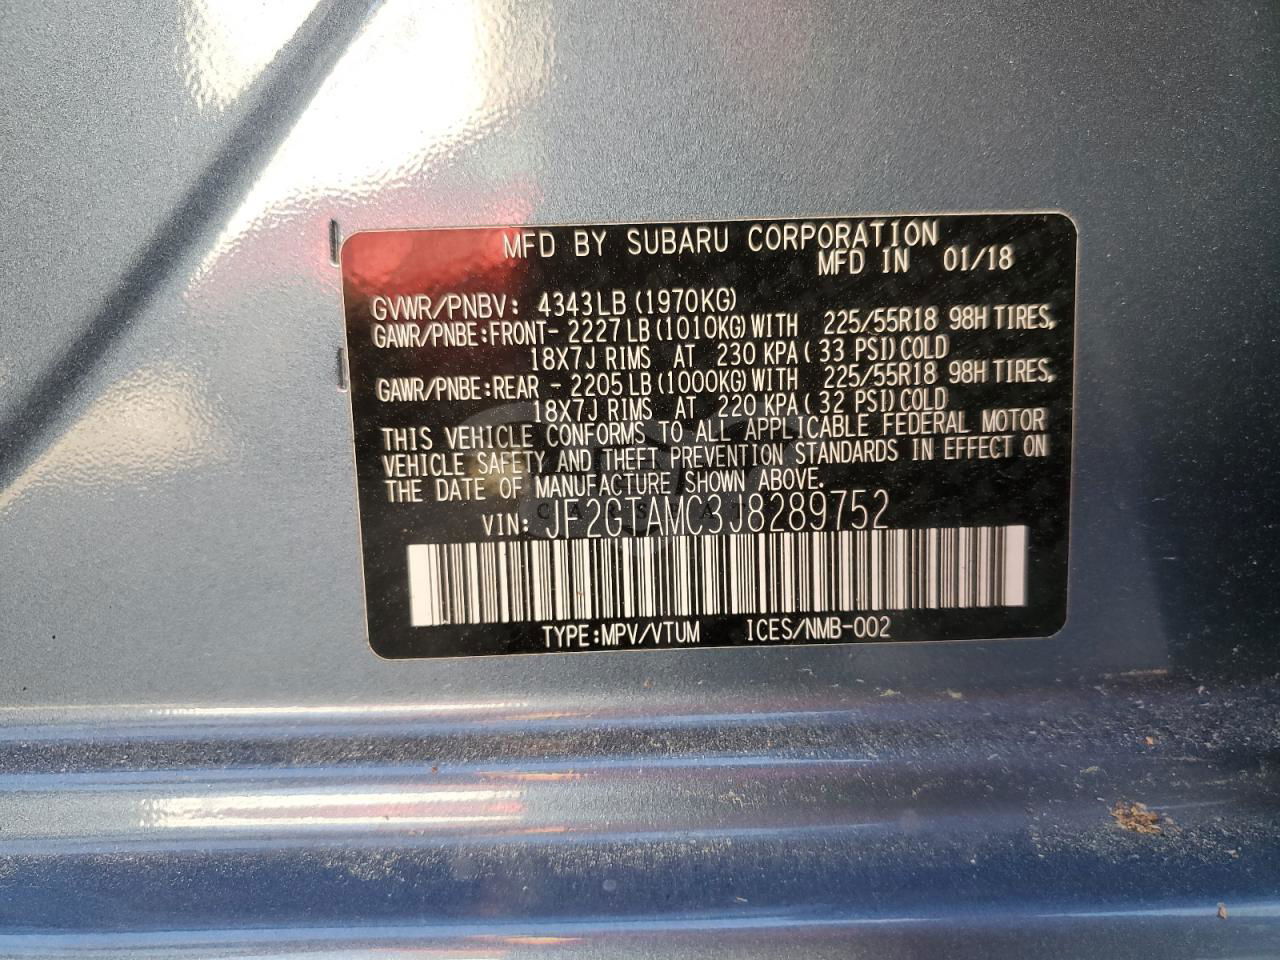 MFD BY SUBARU CORPORATION
MFD IN 01/18
GVWR/PNBV: 4343LB (1970KG)
GAWR/PNBE:FRONT- 2227LB (1010KG)WITH 225/55R18 98H TIRES,
18X7J RIMS AT 230 KPA( 33 PSI)COLD
GAWR/PNBE:REAR - 2205LB (1000KG)WITH 225/55R18 98H TIRES,
18X7J RIMS AT 220 KPA( 32 PSI)COLD
THIS VEHICLE CONFORMS TO ALL APPLICABLE FEDERAL MOTOR
VEHICLE SAFETY AND THEFT PREVENTION STANDARDS IN EFFECT ON
THE DATE OF MANUFACTURE SHOWN ABOVE.
VIN: JF2GTAMC3J8289752
TYPE:MPV/VTUM ICES/NMB-002